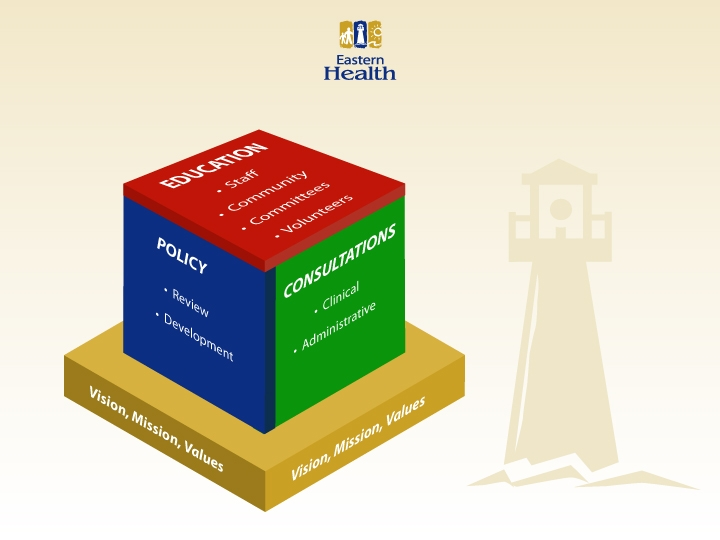 Eastern
Health
EDUCATION
• Staff
• Community
• Committees
• Volunteers
POLICY
• Review
• Development
CONSULTATIONS
• Clinical
• Administrative
Vision, Mission, Values
Vision, Mission, Values